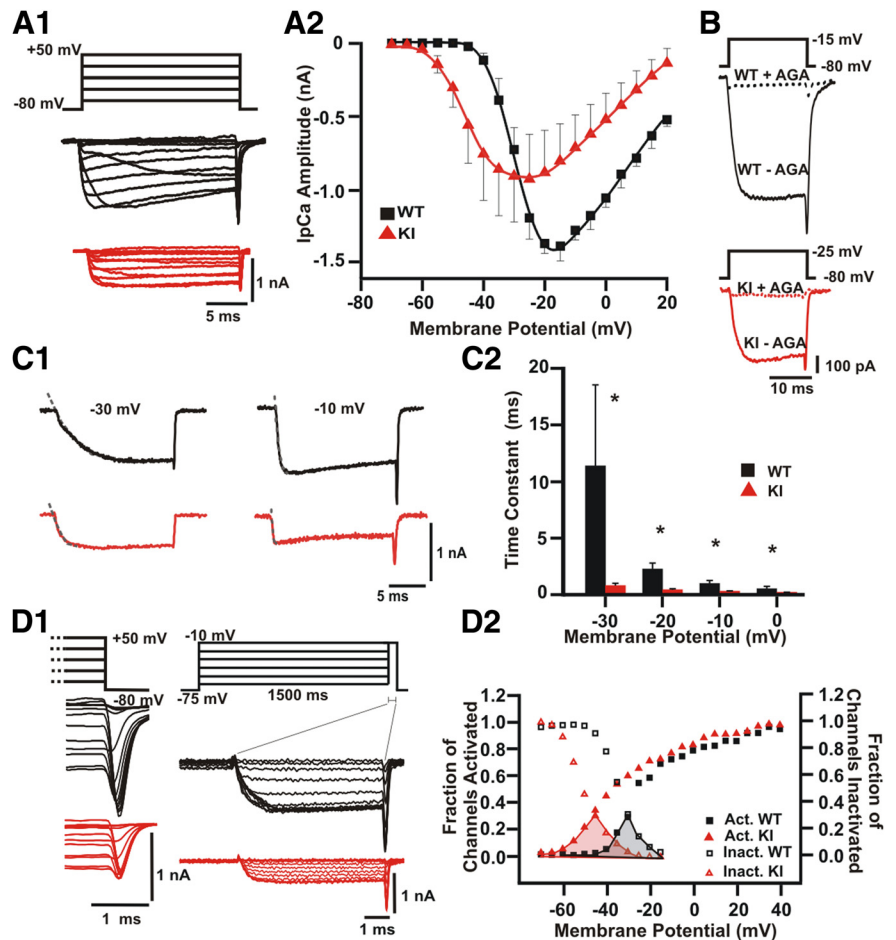 A1
+50 mV
-80 mV
1 nA
5 ms
A2
IpCa Amplitude (nA)
0
-0.5
-1.0
-1.5
WT
KI
-80 -60 -40 -20 0 20
Membrane Potential (mV)
B
-15 mV
-80 mV
WT + AGA
WT - AGA
-25 mV
-80 mV
KI + AGA
KI - AGA
100 pA
10 ms
C1
-30 mV
-10 mV
1 nA
5 ms
C2
Time Constant (ms)
20
15
10
5
0
*
*
*
*
WT
KI
-30 -20 -10 0
Membrane Potential (mV)
D1
+50 mV
-80 mV
-10 mV
-75 mV
1500 ms
1 nA
1 ms
1 nA
1 ms
D2
Fraction of
Channels Activated
1.2
1.0
0.8
0.6
0.4
0.2
0.0
1.2
1.0
0.8
0.6
0.4
0.2
0.0
Fraction of
Channels Inactivated
Act. WT
Act. KI
Inact. WT
Inact. KI
-60 -40 -20 0 20 40
Membrane Potential (mV)